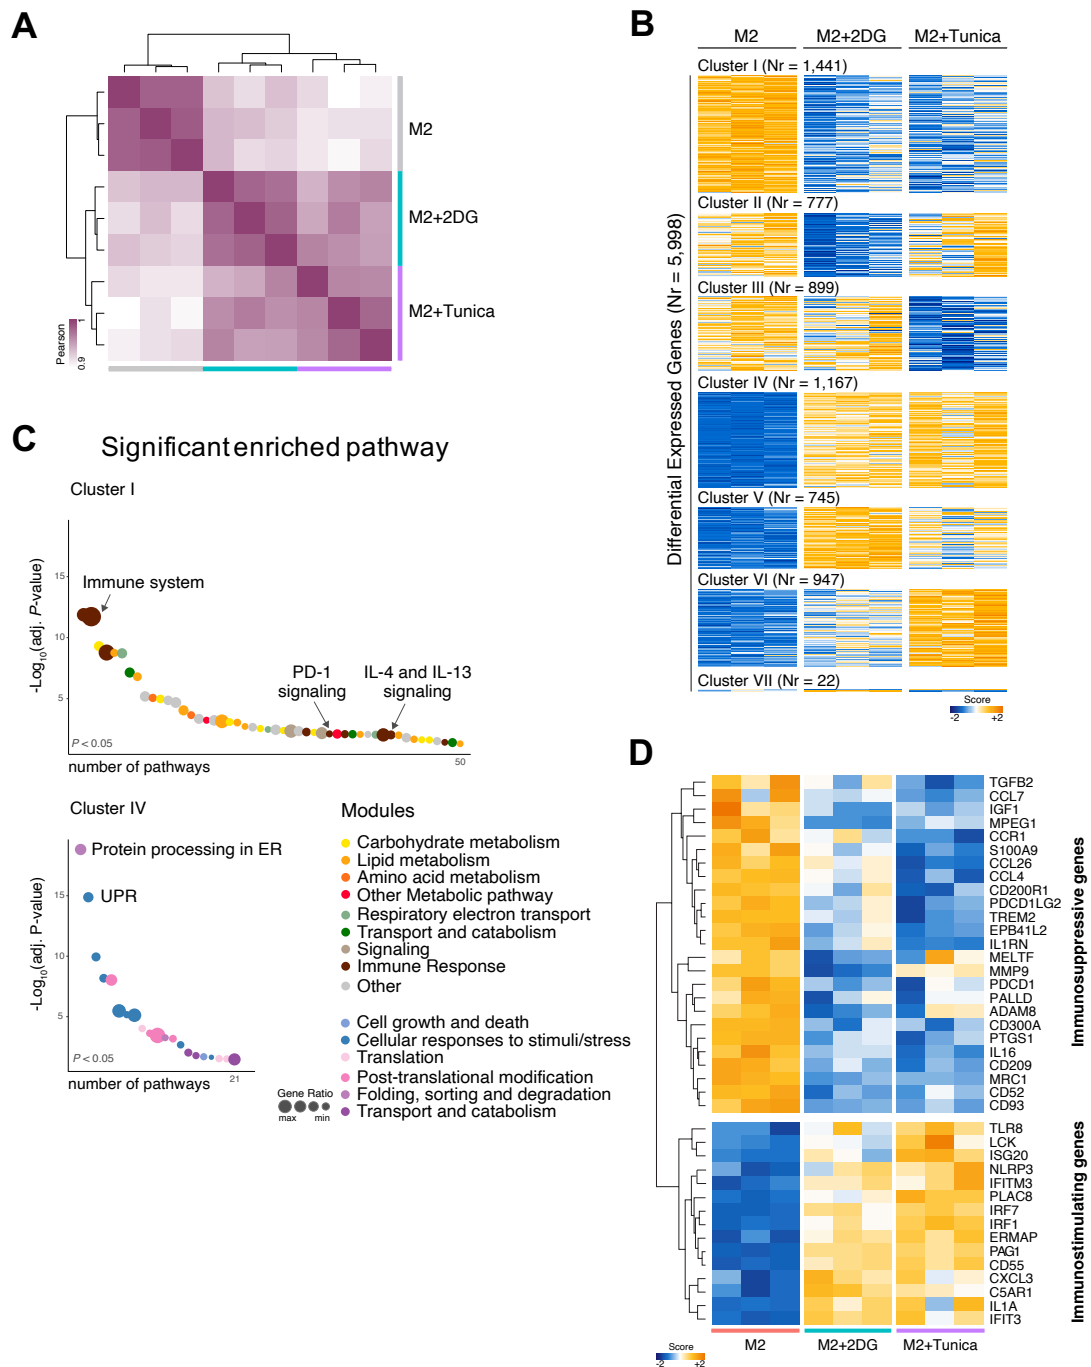 A
M2
M2+2DG
M2+Tunica
Pearson
1
0.9
B
M2
M2+2DG
M2+Tunica
Differential Expressed Genes (Nr = 5,998)
Cluster I (Nr = 1,441)
Cluster II (Nr = 777)
Cluster III (Nr = 899)
Cluster IV (Nr = 1,167)
Cluster V (Nr = 745)
Cluster VI (Nr = 947)
Cluster VII (Nr = 22)
Score
-2
+2
C
Significant enriched pathway
Cluster I
-Log10(adj. P-value)
15
10
5
Immune system
PD-1
signaling
IL-4 and IL-13
signaling
P < 0.05
number of pathways
50
Cluster IV
-Log10(adj. P-value)
15
10
5
Protein processing in ER
UPR
P < 0.05
number of pathways
21
Gene Ratio
max
min
Modules
Carbohydrate metabolism
Lipid metabolism
Amino acid metabolism
Other Metabolic pathway
Respiratory electron transport
Transport and catabolism
Signaling
Immune Response
Other
Cell growth and death
Cellular responses to stimuli/stress
Translation
Post-translational modification
Folding, sorting and degradation
Transport and catabolism
D
TGFB2
CCL7
IGF1
MPEG1
CCR1
S100A9
CCL26
CCL4
CD200R1
PDCD1LG2
TREM2
EPB41L2
IL1RN
MELTF
MMP9
PDCD1
PALLD
ADAM8
CD300A
PTGS1
IL16
CD209
MRC1
CD52
CD93
Immunosuppressive genes
TLR8
LCK
ISG20
NLRP3
IFITM3
PLAC8
IRF7
IRF1
ERMAP
PAG1
CD55
CXCL3
C5AR1
IL1A
IFIT3
Immunostimulating genes
M2
M2+2DG
M2+Tunica
Score
-2
+2